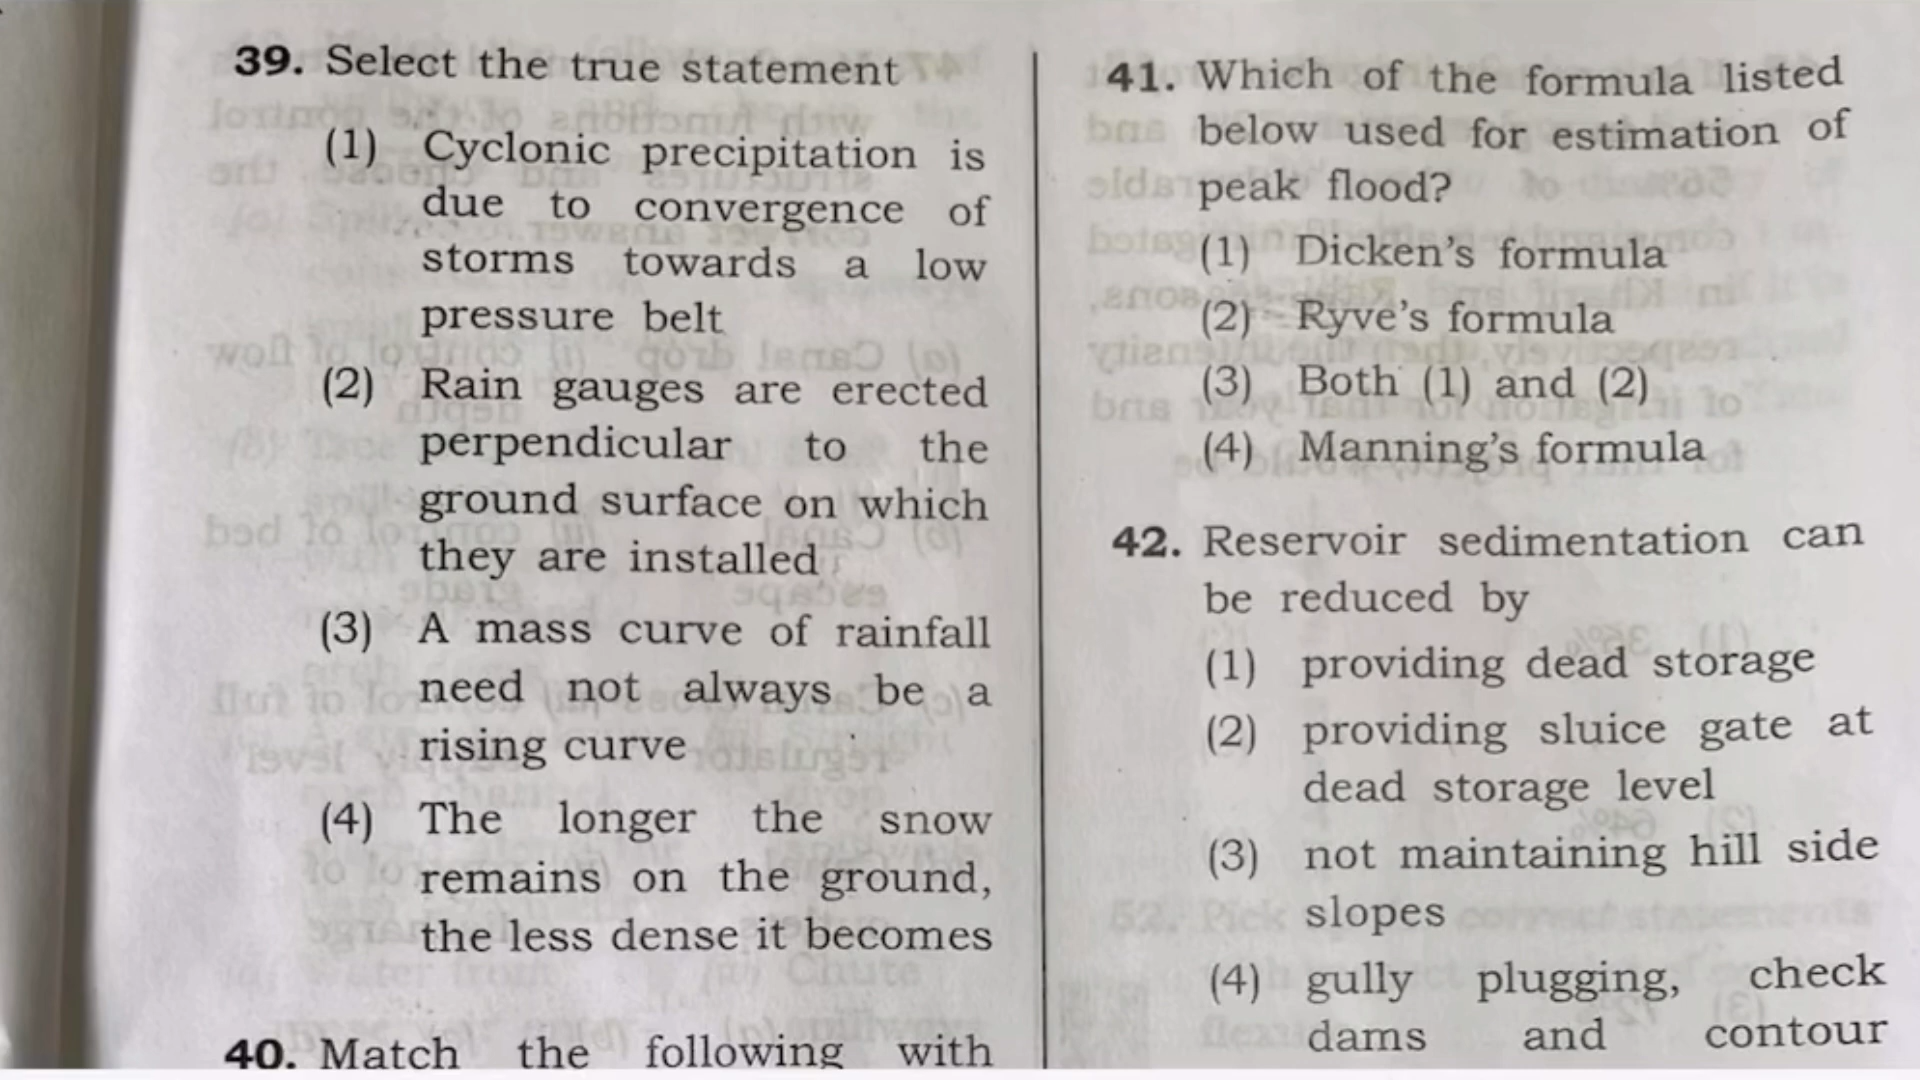 39. Select the true statement
(1) Cyclonic precipitation is
due to convergence of
storms towards a low
pressure belt
(2) Rain gauges are erected
perpendicular to the
ground surface on which
they are installed
(3) A mass curve of rainfall
need not always be a
rising curve
(4) The longer the snow
remains on the ground,
the less dense it becomes
40. Match the following with
41. Which of the formula listed
below used for estimation of
peak flood?
(1) Dicken's formula
(2) Ryve's formula
(3) Both (1) and (2)
(4) Manning's formula
42. Reservoir sedimentation can
be reduced by
(1) providing dead storage
(2) providing sluice gate at
dead storage level
(3) not maintaining hill side
slopes
(4) gully plugging, check
dams and contour